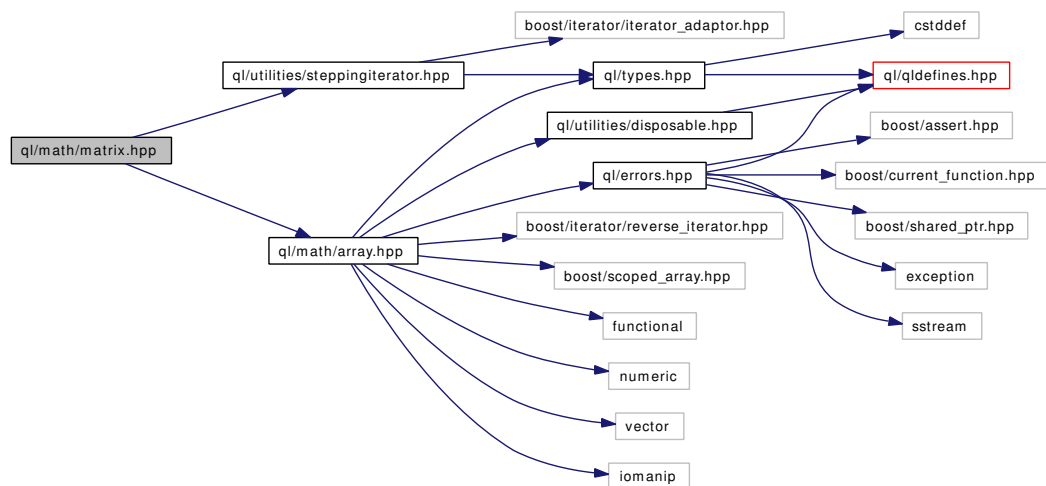 boost/iterator/iterator_adaptor.hpp
cstddef
ql/utilities/steppingiterator.hpp
ql/types.hpp
ql/qldefines.hpp
ql/utilities/disposable.hpp
boost/assert.hpp
ql/math/matrix.hpp
ql/errors.hpp
boost/current_function.hpp
boost/iterator/reverse_iterator.hpp
boost/shared_ptr.hpp
ql/math/array.hpp
boost/scoped_array.hpp
exception
functional
sstream
numeric
vector
iomanip